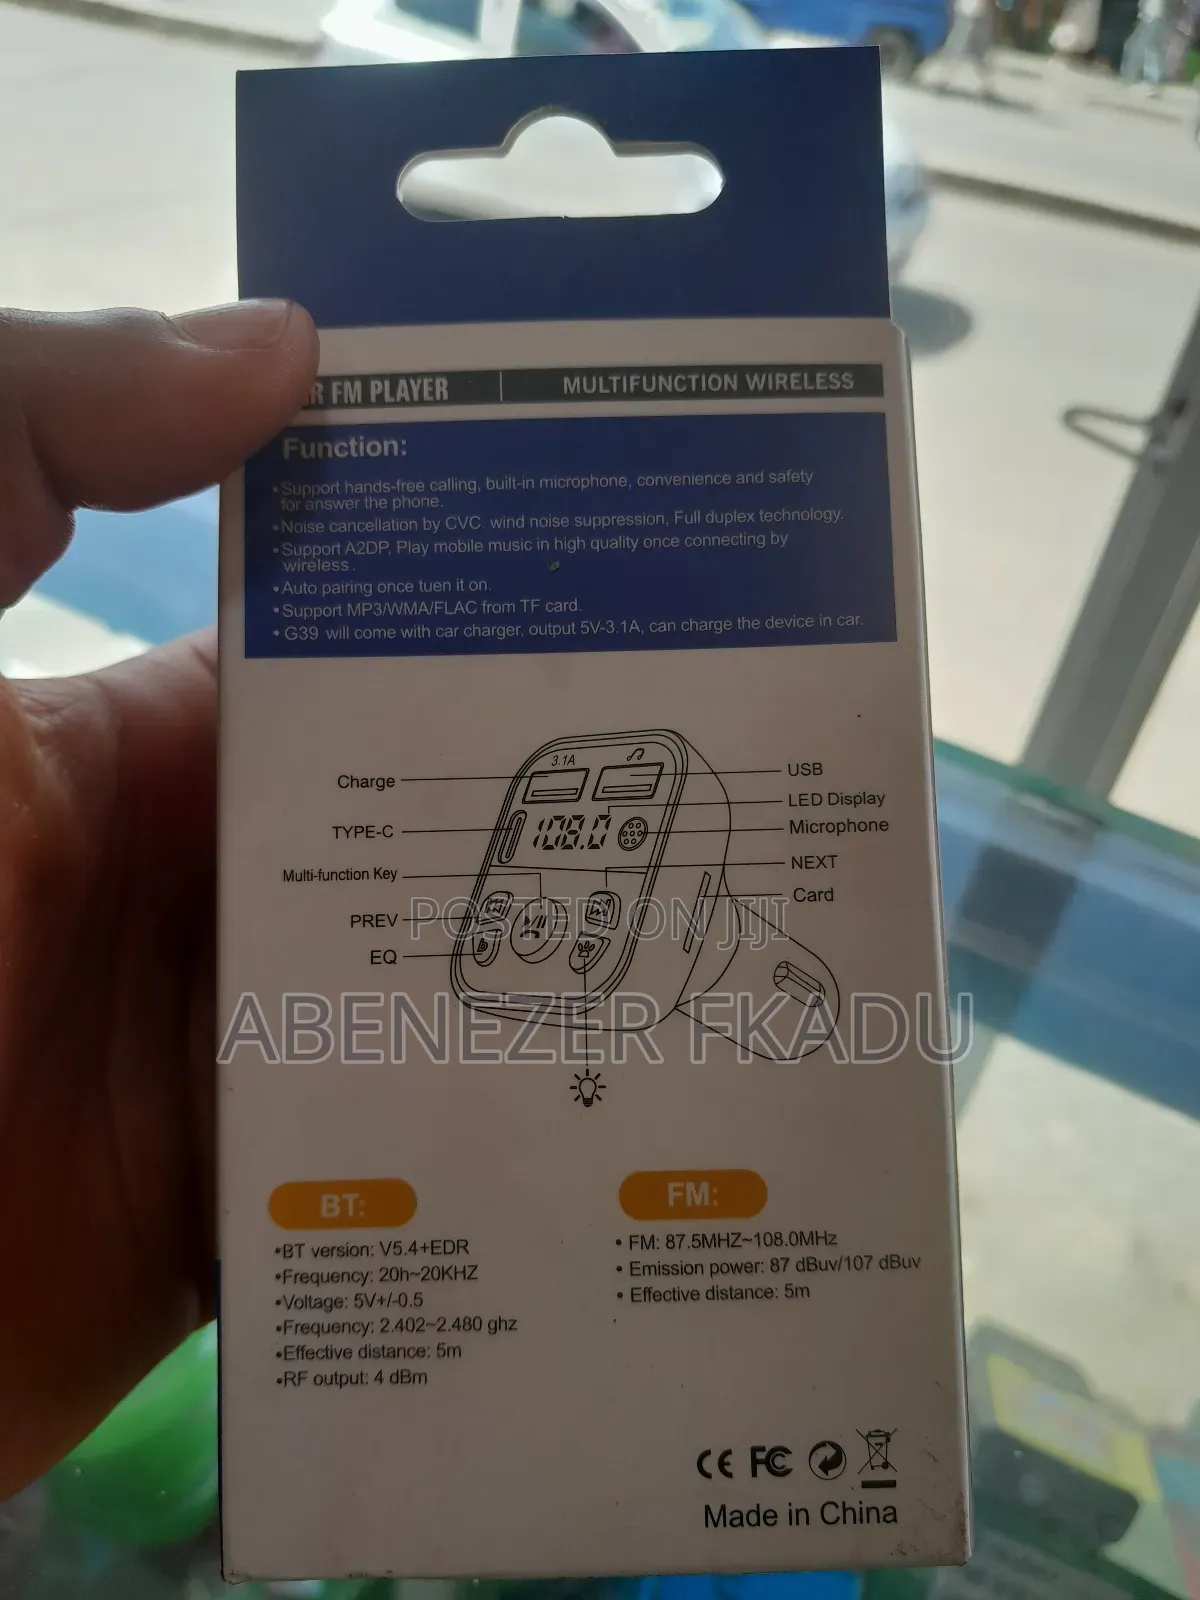 FM PLAYER | MULTIFUNCTION WIRELESS
Function:
•Support hands-free calling, built-in microphone, convenience and safety
for answer the phone.
•Noise cancellation by CVC. wind noise suppression, Full duplex technology.
•Support A2DP, Play mobile music in high quality once connecting by
wireless.
•Auto pairing once tuen it on.
•Support MP3/WMA/FLAC from TF card.
• G39 will come with car charger, output 5V-3.1A, can charge the device in car.
3.1A
Charge
USB
LED Display
TYPE-C
108.0
Microphone
Multi-function Key
NEXT
Card
PREV
EQ
POSTED ON JIJI
ABENEZER FKADU
BT:
•BT version: V5.4+EDR
•Frequency: 20h~20KHZ
•Voltage: 5V+/-0.5
•Frequency: 2.402~2.480 ghz
•Effective distance: 5m
•RF output: 4 dBm
FM:
• FM: 87.5MHZ~108.0MHz
• Emission power: 87 dBuv/107 dBuv
• Effective distance: 5m
CE FC
Made in China